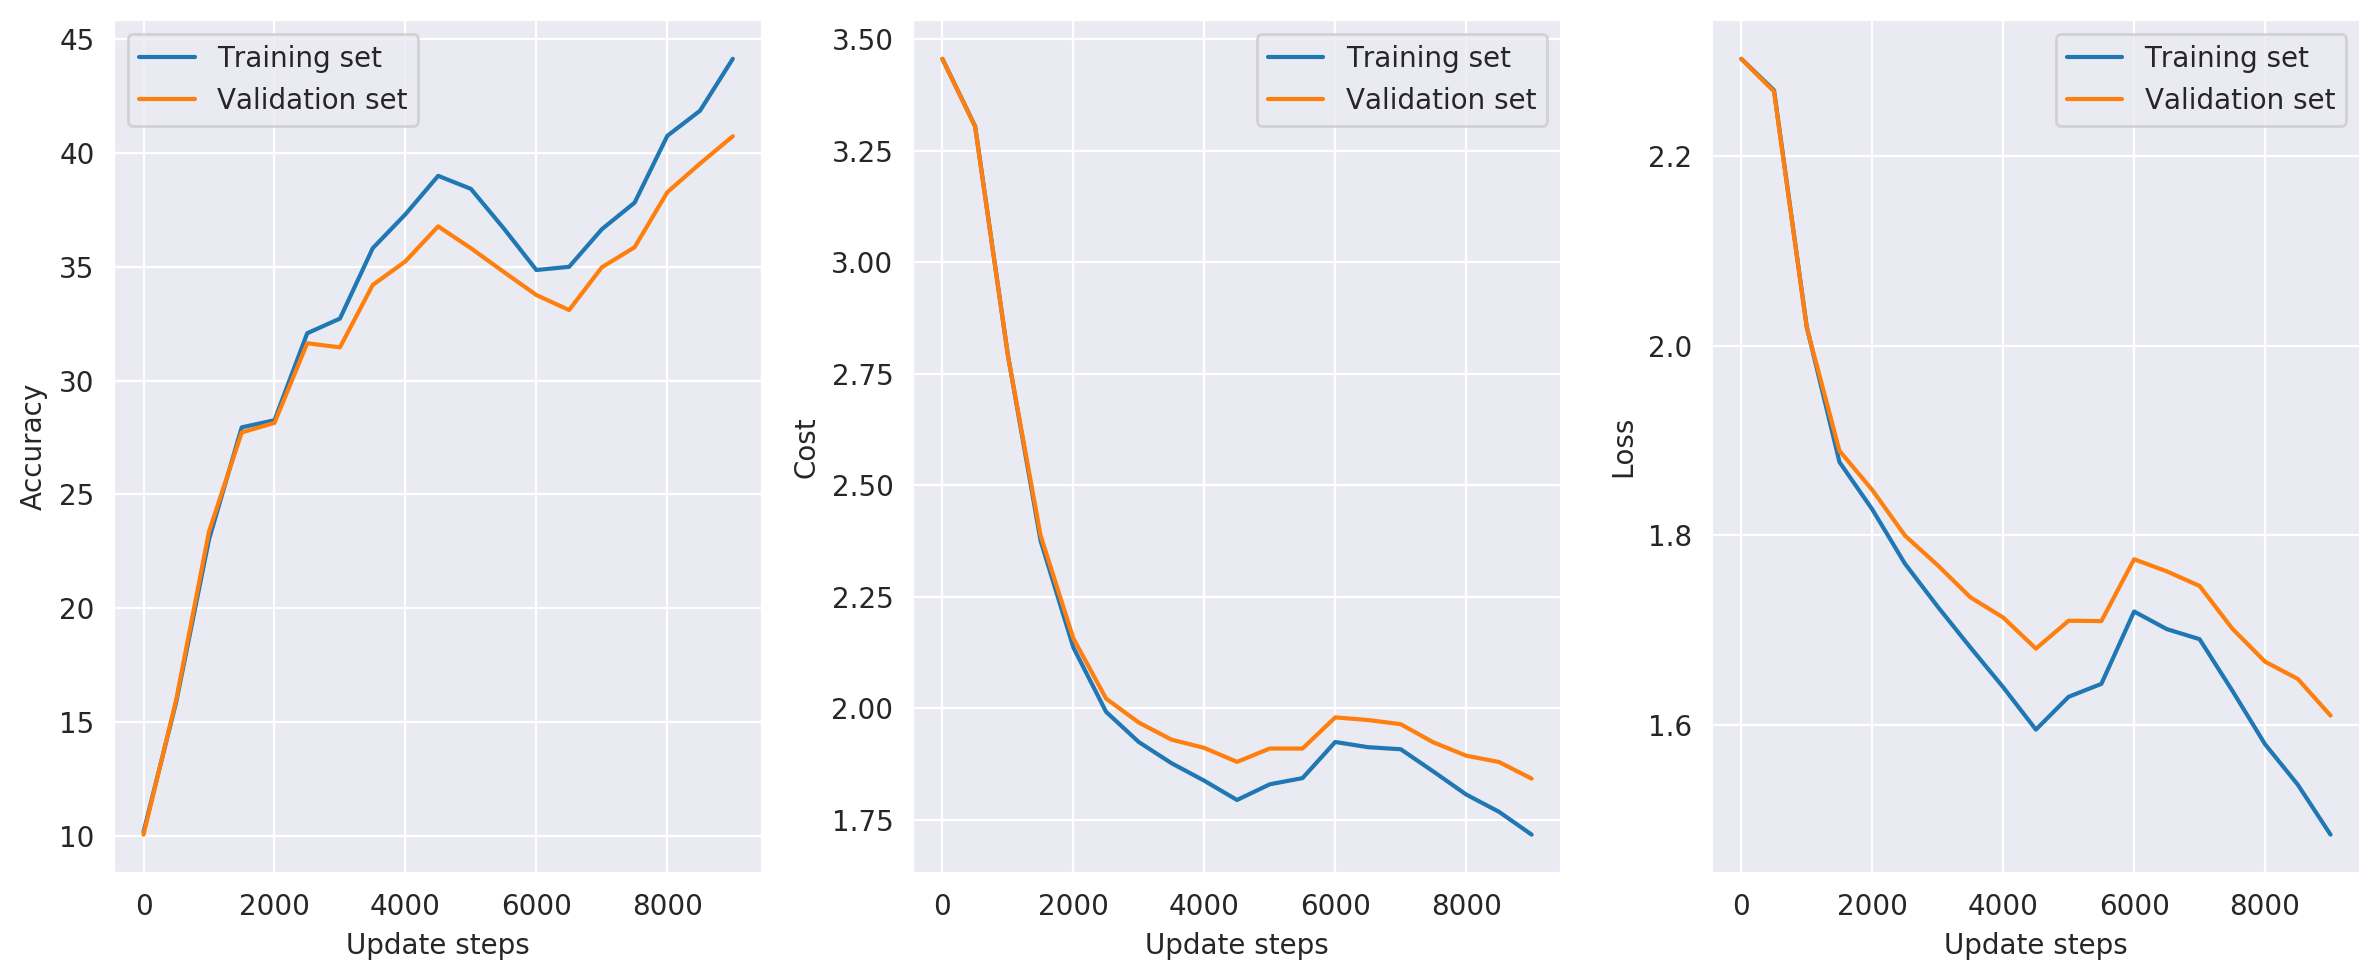 45
40
35
30
25
20
15
10
Accuracy
Training set
Validation set
0 2000 4000 6000 8000
Update steps
3.50
3.25
3.00
2.75
2.50
2.25
2.00
1.75
Cost
Training set
Validation set
0 2000 4000 6000 8000
Update steps
2.2
2.0
1.8
1.6
Loss
Training set
Validation set
0 2000 4000 6000 8000
Update steps